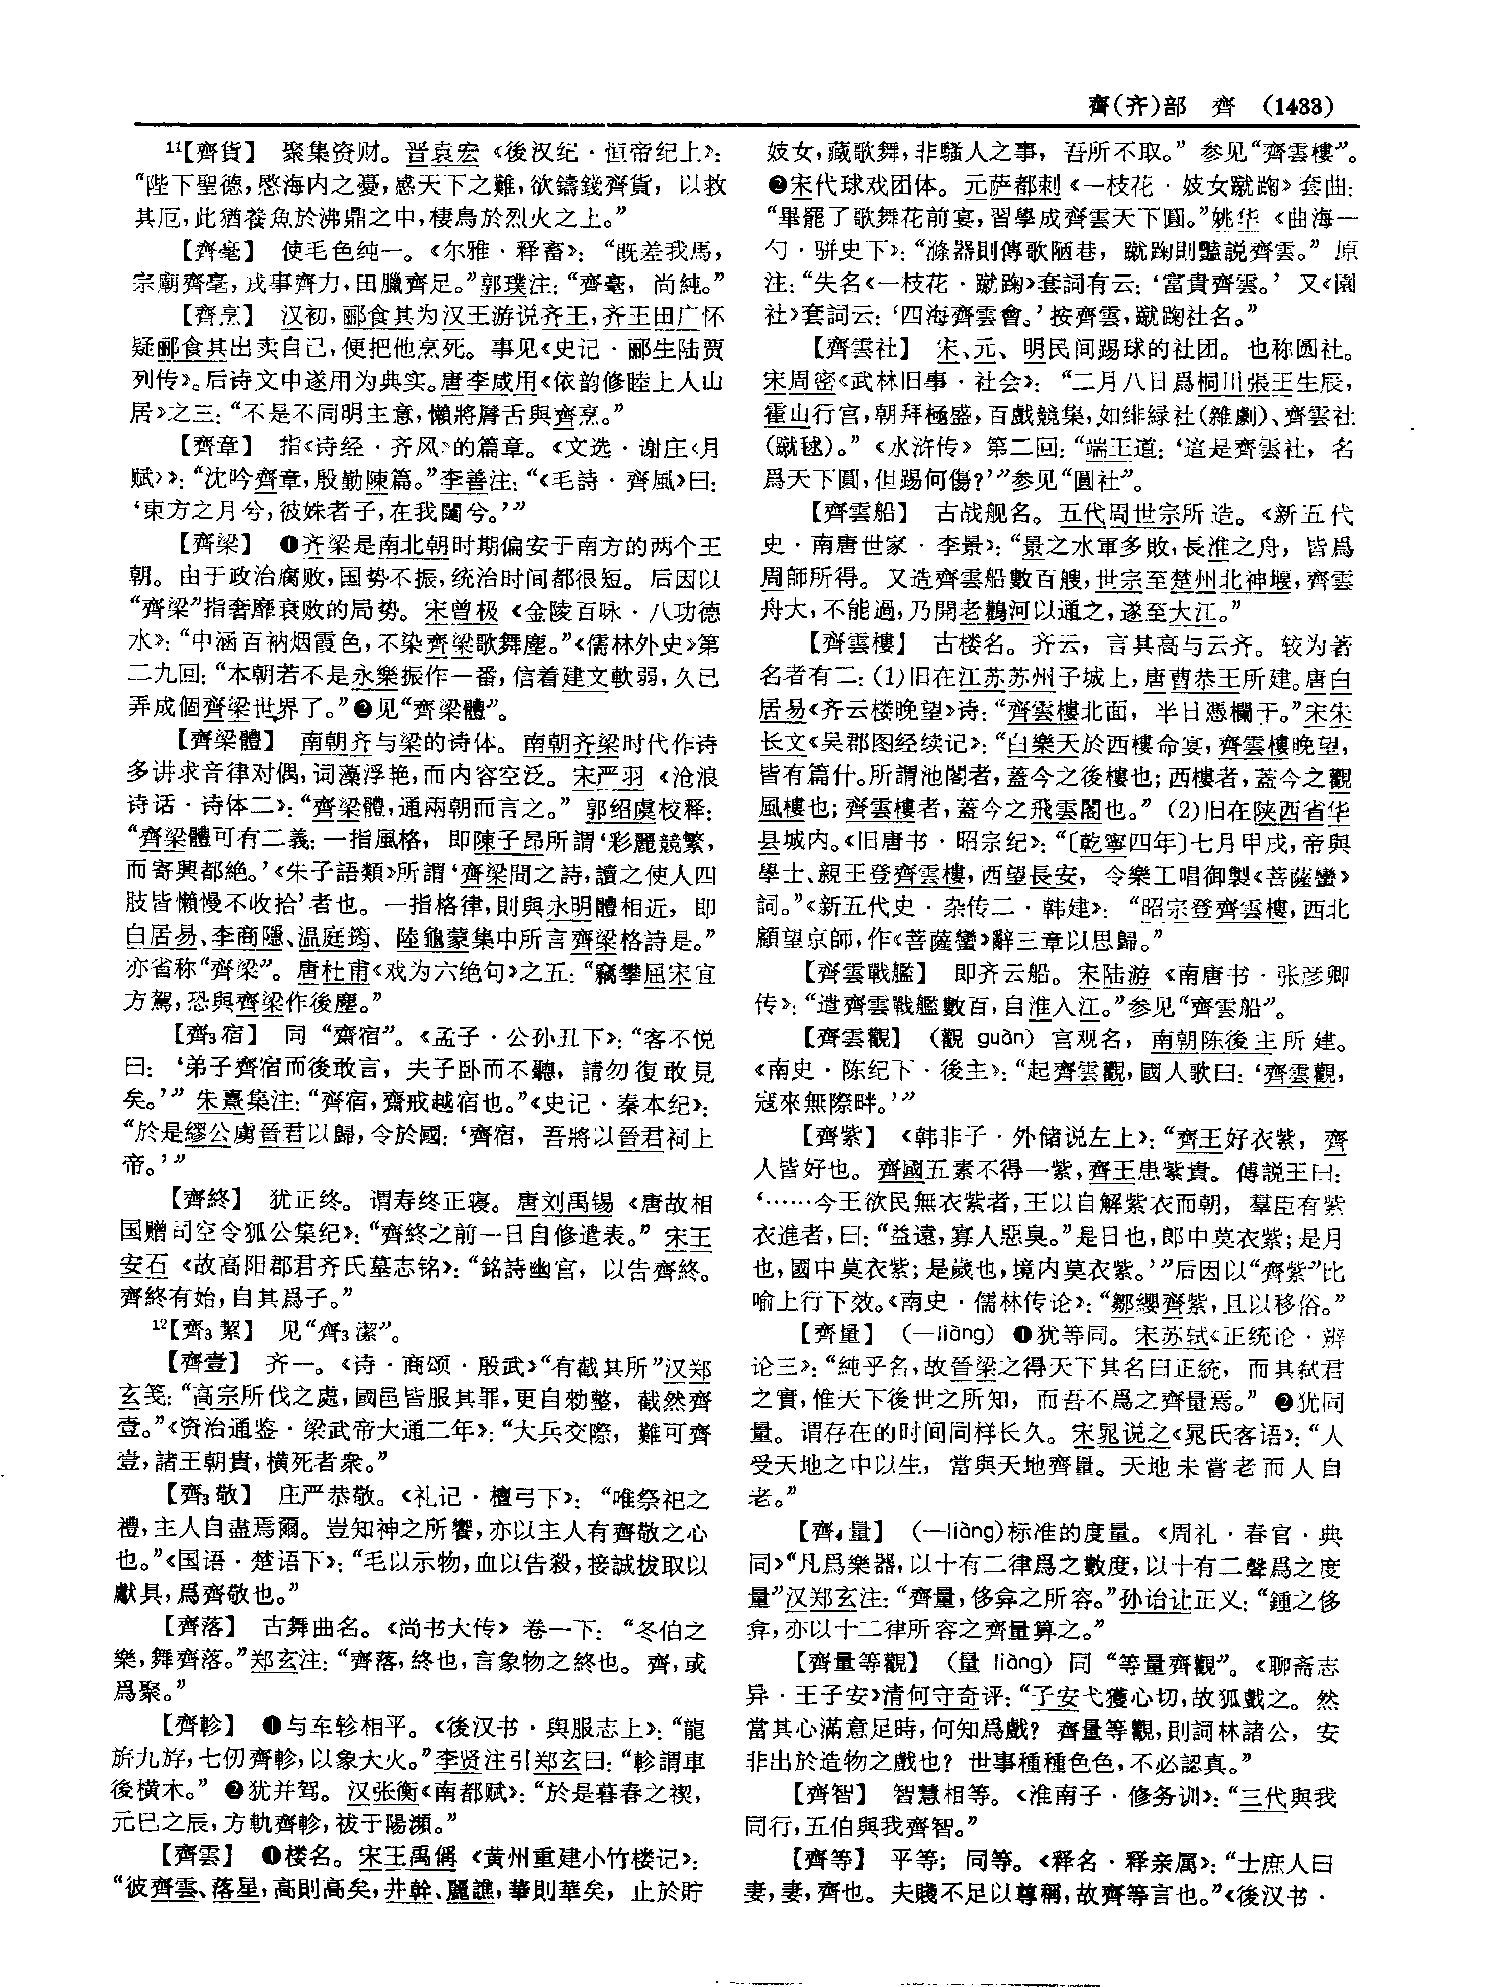 齊(齐)部　齊　(1433)
11【齊貨】　聚集资财。晋袁宏《後汉纪·恒帝纪上》:
“陛下聖德,愍海内之憂,感天下之難,欲鑄錢齊貨，以救
其厄,此猶養魚於沸鼎之中,棲鳥於烈火之上。”
【齊毫】　使毛色纯一。《尔雅·释畜》:“既差我馬,
宗廟齊毫,戎事齊力,田臘齊足。”郭璞注:“齊毫，尚純。”
【齊烹】　汉初,郦食其为汉王游说齐王,齐王田广怀
疑郦食其出卖自己,便把他烹死。事见《史记·郦生陆贾
列传》。后诗文中遂用为典实。唐李咸用《依韵修睦上人山
居》之三:“不是不同明主意,懶將脣舌與齊烹。”
【齊章】　指《诗经·齐风》的篇章。《文选·谢庄〈月
赋〉》:“沈吟齊章,殷勤陳篇。”李善注:“《毛詩·齊風》曰:
‘東方之月兮,彼姝者子,在我闥兮。’”
【齊梁】　❶齐梁是南北朝时期偏安于南方的两个王
朝。由于政治腐败,国势不振,统治时间都很短。后因以
“齊梁”指奢靡衰败的局势。宋曾极《金陵百咏·八功德
水》:“中涵百衲烟霞色,不染齊梁歌舞塵。”《儒林外史》第
二九回:“本朝若不是永樂振作一番,信着建文軟弱,久已
弄成個齊梁世界了。”❷见“齊梁體”。
【齊梁體】　南朝齐与梁的诗体。南朝齐梁时代作诗
多讲求音律对偶,词藻浮艳,而内容空泛。宋严羽《沧浪
诗话·诗体二》:“齊梁體,通兩朝而言之。”郭绍虞校释:
“齊梁體可有二義:一指風格，即陳子昂所謂‘彩麗競繁,
而寄興都絶。’《朱子語類》所謂‘齊梁間之詩,讀之使人四
肢皆懶慢不收拾’者也。一指格律,則與永明體相近，即
白居易、李商隱、温庭筠、陸龜蒙集中所言齊梁格詩是。”
亦省称“齊梁”。唐杜甫《戏为六绝句》之五:“竊攀屈宋宜
方駕,恐與齊梁作後塵。”
【齊3宿】　同“齋宿”。《孟子·公孙丑下》:“客不悦
曰:‘弟子齊宿而後敢言，夫子卧而不聽，請勿復敢見
矣。’”朱熹集注:“齊宿,齋戒越宿也。”《史记·秦本纪》:
“於是繆公虜晉君以歸,令於國:‘齊宿，吾將以晉君祠上
帝。’”
【齊終】　犹正终。谓寿终正寝。唐刘禹锡《唐故相
国赠司空令狐公集纪》:“齊終之前一日自修遣表。”宋王
安石《故高阳郡君齐氏墓志铭》:“銘詩幽宮，以告齊終。
齊終有始,自其爲子。”
12【齊3絜】　见“齊3潔”。
【齊壹】　齐一。《诗·商颂·殷武》“有截其所”汉郑
玄笺:“高宗所伐之處,國邑皆服其罪,更自勑整，截然齊
壹。”《资治通鉴·梁武帝大通二年》:“大兵交際，難可齊
壹,諸王朝貴,横死者衆。”
【齊3敬】　庄严恭敬。《礼记·檀弓下》:“唯祭祀之
禮,主人自盡焉爾。豈知神之所饗,亦以主人有齊敬之心
也。”《国语·楚语下》:“毛以示物,血以告殺,接誠拔取以
獻具,爲齊敬也。”
【齊落】　古舞曲名。《尚书大传》卷一下:“冬伯之
樂,舞齊落。”郑玄注:“齊落,終也,言象物之終也。齊,或
爲聚。”
【齊軫】　❶与车轸相平。《後汉书·舆服志上》:“龍
旂九斿,七仞齊軫,以象大火。”李贤注引郑玄曰:“軫謂車
後横木。”❷犹并驾。汉张衡《南都赋》:“於是暮春之禊,
元巳之辰,方軌齊軫,祓于陽瀕。”
【齊雲】　❶楼名。宋王禹偁《黄州重建小竹楼记》:
“彼齊雲、落星,高則高矣,井幹、麗譙,華則華矣，止於貯
妓女,藏歌舞,非騷人之事，吾所不取。”参见“齊雲樓”。
❷宋代球戏团体。元萨都剌《一枝花·妓女蹴踘》套曲:
“畢罷了歌舞花前宴,習學成齊雲天下圓。”姚华《曲海一
勺·骈史下》:“滌器則傳歌陋巷，蹴踘則豔説齊雲。”原
注:“失名《一枝花·蹴踘》套詞有云:‘富貴齊雲。’又《圓
社》套詞云:‘四海齊雲會。’按齊雲,蹴踘社名。”
【齊雲社】　宋、元、明民间踢球的社团。也称圆社。
宋周密《武林旧事·社会》:“二月八日爲桐川張王生辰,
霍山行宫,朝拜極盛,百戲競集,如緋緑社(雜劇)、齊雲社
(蹴毬)。”《水浒传》第二回:“端王道:‘這是齊雲社，名
爲天下圓,但踢何傷?’”参见“圓社”。
【齊雲船】　古战舰名。五代周世宗所造。《新五代
史·南唐世家·李景》:“景之水軍多敗,長淮之舟，皆爲
周師所得。又造齊雲船數百艘,世宗至楚州北神堰,齊雲
舟大,不能過,乃開老鸛河以通之,遂至大江。”
【齊雲樓】　古楼名。齐云，言其高与云齐。较为著
名者有二:(1)旧在江苏苏州子城上,唐曹恭王所建。唐白
居易《齐云楼晚望》诗:“齊雲樓北面，半日憑欄干。”宋朱
长文《吴郡图经续记》:“白樂天於西樓命宴,齊雲樓晚望,
皆有篇什。所謂池閣者,蓋今之後樓也;西樓者,蓋今之觀
風樓也;齊雲樓者,蓋今之飛雲閣也。”(2)旧在陕西省华
县城内。《旧唐书·昭宗纪》:“〔乾寧四年〕七月甲戌,帝與
學士、親王登齊雲樓,西望長安，令樂工唱御製《菩薩蠻》
詞。”《新五代史·杂传二·韩建》:“昭宗登齊雲樓,西北
顧望京師,作《菩薩蠻》辭三章以思歸。”
【齊雲戰艦】　即齐云船。宋陆游《南唐书·张彦卿
传》:“造齊雲戰艦數百,自淮入江。”参见“齊雲船”。
【齊雲觀】　(觀 guàn)宫观名，南朝陈後主所建。
《南史·陈纪下·後主》:“起齊雲觀,國人歌曰:‘齊雲觀,
寇來無際畔。’”
【齊紫】　《韩非子·外储说左上》:“齊王好衣紫，齊
人皆好也。齊國五素不得一紫,齊王患紫貴。傅説王曰:
‘……今王欲民無衣紫者,王以自解紫衣而朝，羣臣有紫
衣進者,曰:“益遠,寡人惡臭。”是日也,郎中莫衣紫;是月
也,國中莫衣紫;是歲也,境内莫衣紫。’”后因以“齊紫”比
喻上行下效。《南史·儒林传论》:“鄒纓齊紫,且以移俗。”
【齊量】　(—liàng)❶犹等同。宋苏轼《正统论·辨
论三》:“純乎名,故晉梁之得天下其名曰正統，而其弑君
之實,惟天下後世之所知，而吾不爲之齊量焉。”❷犹同
量。谓存在的时间同样长久。宋晁说之《晁氏客语》:“人
受天地之中以生，當與天地齊量。天地未嘗老而人自
老。”
【齊4量】　(—liàng)标准的度量。《周礼·春官·典
同》“凡爲樂器,以十有二律爲之數度,以十有二聲爲之度
量”汉郑玄注:“齊量,侈弇之所容。”孙诒让正义:“鍾之侈
弇,亦以十二律所容之齊量算之。”
【齊量等觀】　(量 liàng)同“等量齊觀”。《聊斋志
异·王子安》清何守奇评:“子安弋獲心切,故狐戲之。然
當其心滿意足時,何知爲戲?齊量等觀,則詞林諸公，安
非出於造物之戲也?世事種種色色,不必認真。”
【齊智】　智慧相等。《淮南子·修务训》:“三代與我
同行,五伯與我齊智。”
【齊等】　平等;同等。《释名·释亲属》:“士庶人曰
妻,妻,齊也。夫賤不足以尊稱,故齊等言也。”《後汉书·